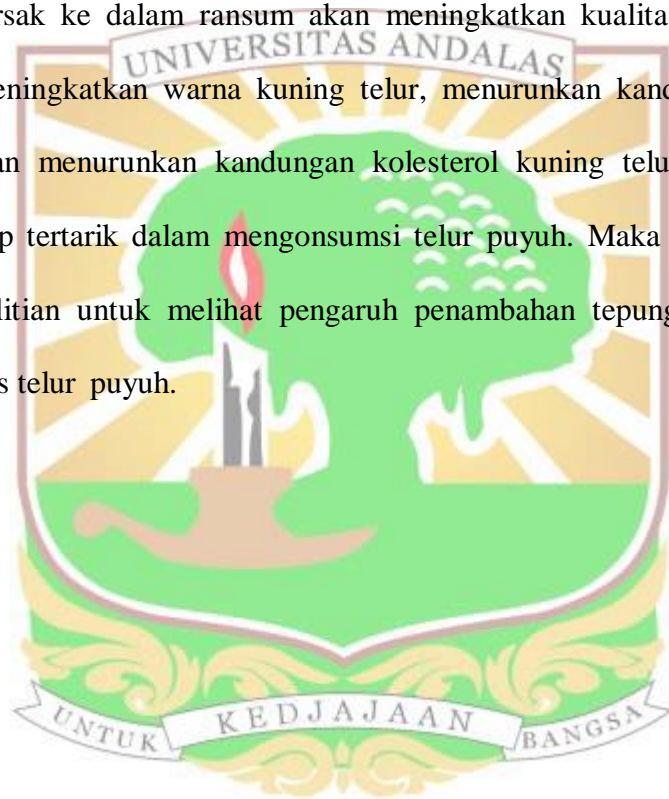 rsak ke dalam ransum akan meningkatkan kualita
UNIVERSITAS ANDALAS
eningkatkan warna kuning telur, menurunkan kand
an menurunkan kandungan kolesterol kuning telu
p tertarik dalam mengonsumsi telur puyuh. Maka
litian untuk melihat pengaruh penambahan tepung
s telur puyuh.
UNTUK KEDJAJAAN BANGSA